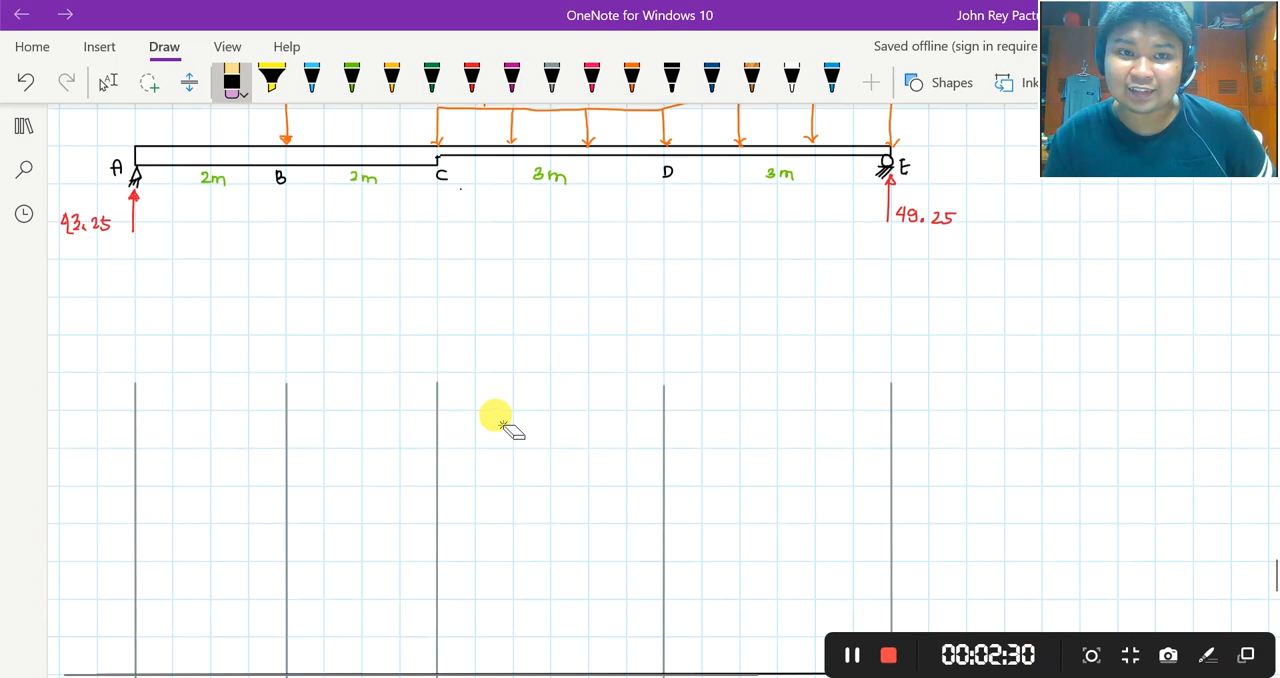 OneNote for Windows 10
John Rey Pactu
Home Insert Draw View Help
Saved offline (sign in require
Shapes
Ink
A 2m B 2m C 3m D 3m E
43.25
49.25
00:02:30